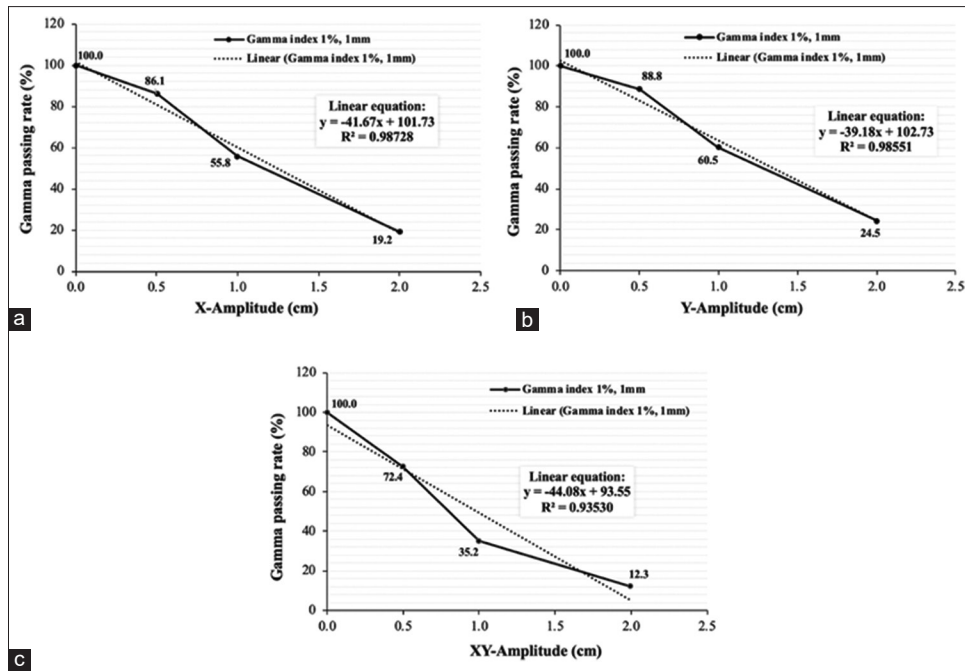 120
100
80
60
40
20
0
Gamma passing rate (%)
100.0
86.1
55.8
19.2
Gamma index 1%, 1mm
Linear (Gamma index 1%, 1mm)
Linear equation:
y = -41.67x + 101.73
R² = 0.98728
0.0 0.5 1.0 1.5 2.0 2.5
X-Amplitude (cm)
a
120
100
80
60
40
20
0
Gamma passing rate (%)
100.0
88.8
60.5
24.5
Gamma index 1%, 1mm
Linear (Gamma index 1%, 1mm)
Linear equation:
y = -39.18x + 102.73
R² = 0.98551
0.0 0.5 1.0 1.5 2.0 2.5
Y-Amplitude (cm)
b
120
100
80
60
40
20
0
Gamma passing rate (%)
100.0
72.4
35.2
12.3
Gamma index 1%, 1mm
Linear (Gamma index 1%, 1mm)
Linear equation:
y = -44.08x + 93.55
R² = 0.93530
0.0 0.5 1.0 1.5 2.0 2.5
XY-Amplitude (cm)
c